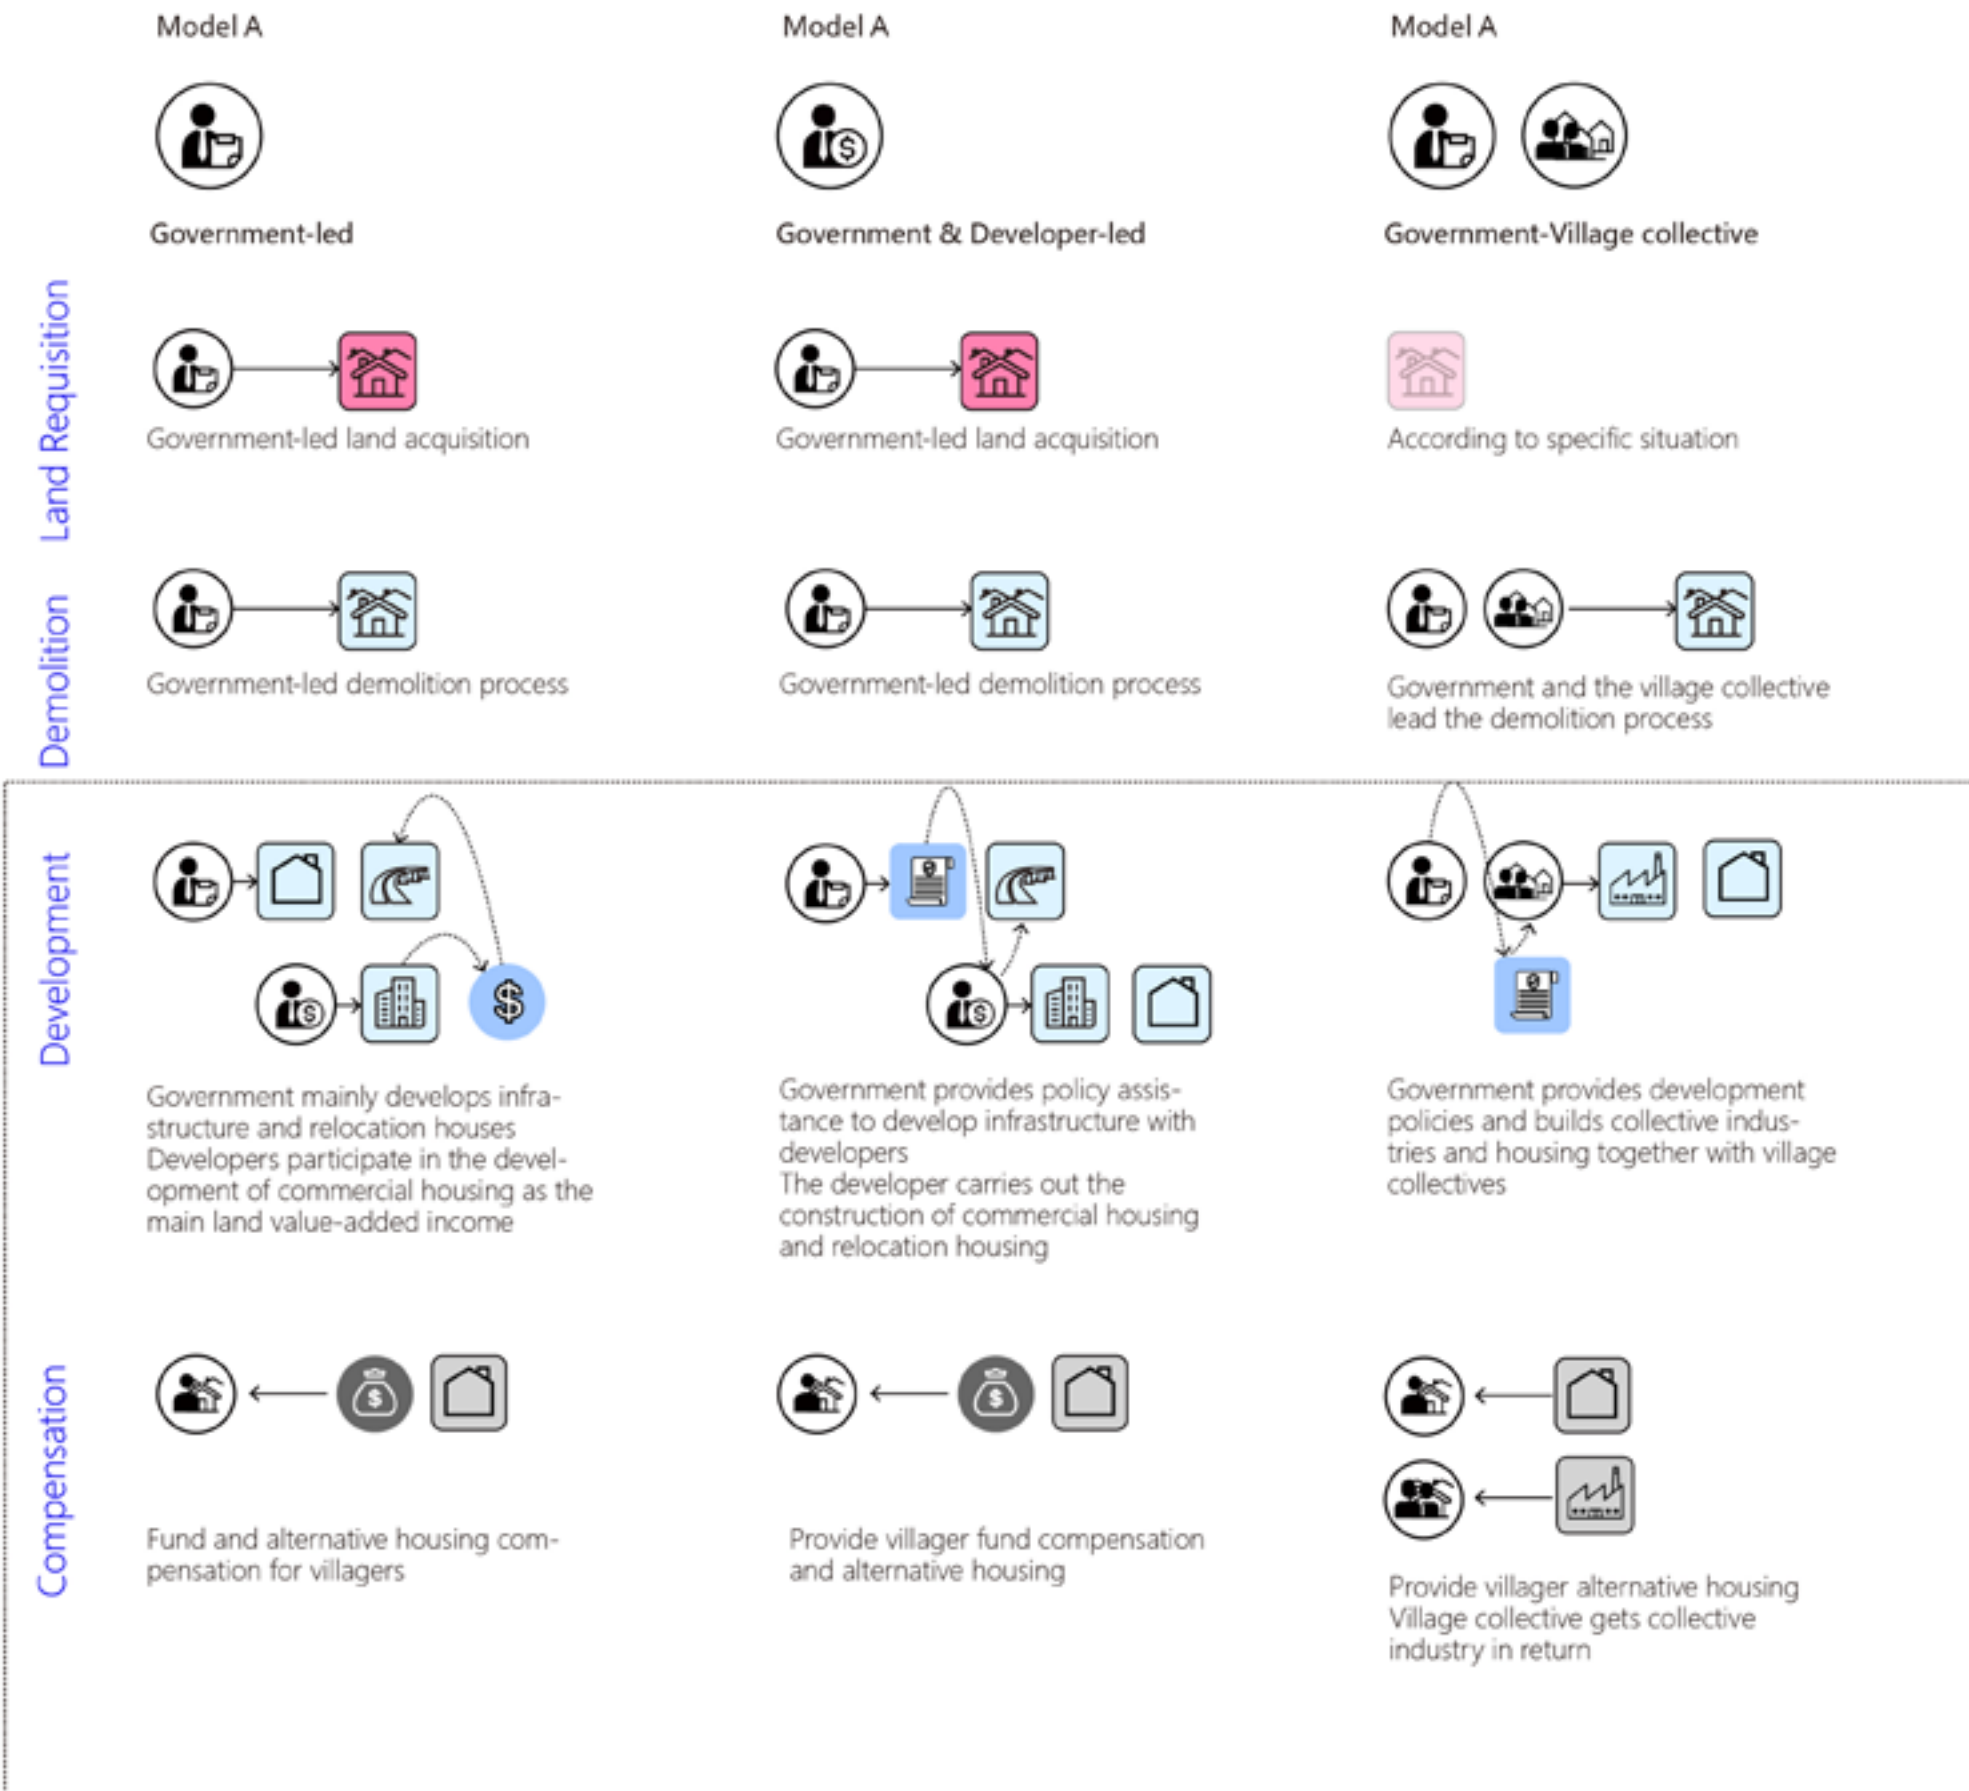 Model A
Model A
Model A
Government-led
Government & Developer-led
Government-Village collective
Land Requisition
Government-led land acquisition
Government-led land acquisition
According to specific situation
Demolition
Government-led demolition process
Government-led demolition process
Government and the village collective
lead the demolition process
Development
Government mainly develops infra-
structure and relocation houses
Developers participate in the devel-
opment of commercial housing as the
main land value-added income
Government provides policy assis-
tance to develop infrastructure with
developers
The developer carries out the
construction of commercial housing
and relocation housing
Government provides development
policies and builds collective indus-
tries and housing together with village
collectives
Compensation
Fund and alternative housing com-
pensation for villagers
Provide villager fund compensation
and alternative housing
Provide villager alternative housing
Village collective gets collective
industry in return